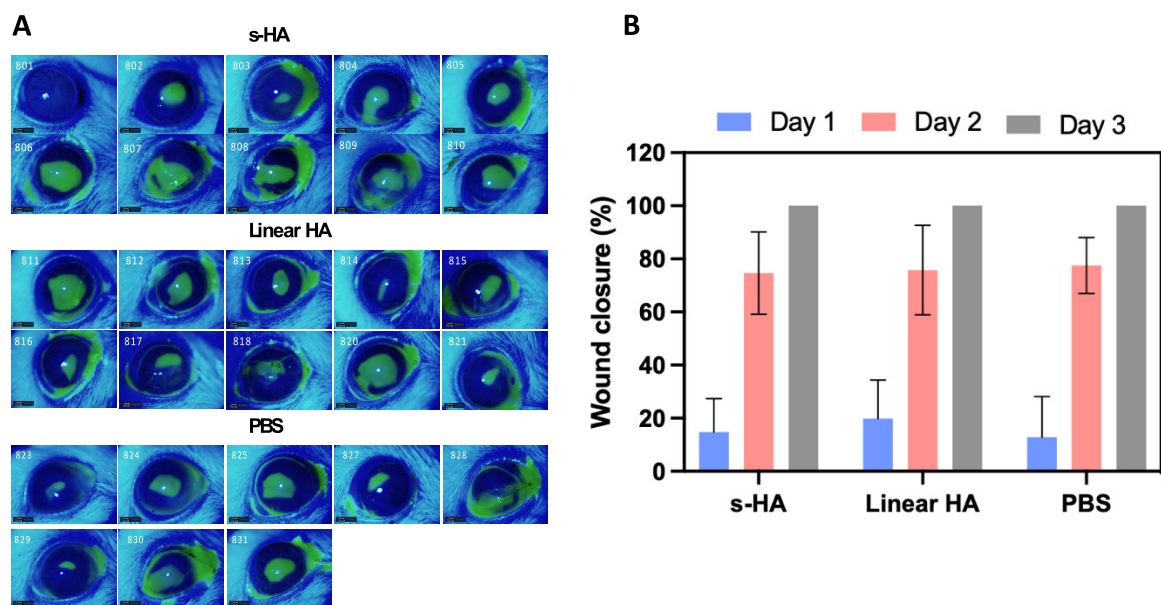 A
s-HA
801 802 803 804 805
806 807 808 809 810
Linear HA
811 812 813 814 815
816 817 818 820 821
PBS
823 824 825 827 828
829 830 831
B
Day 1 Day 2 Day 3
Wound closure (%)
120
100
80
60
40
20
0
s-HA Linear HA PBS